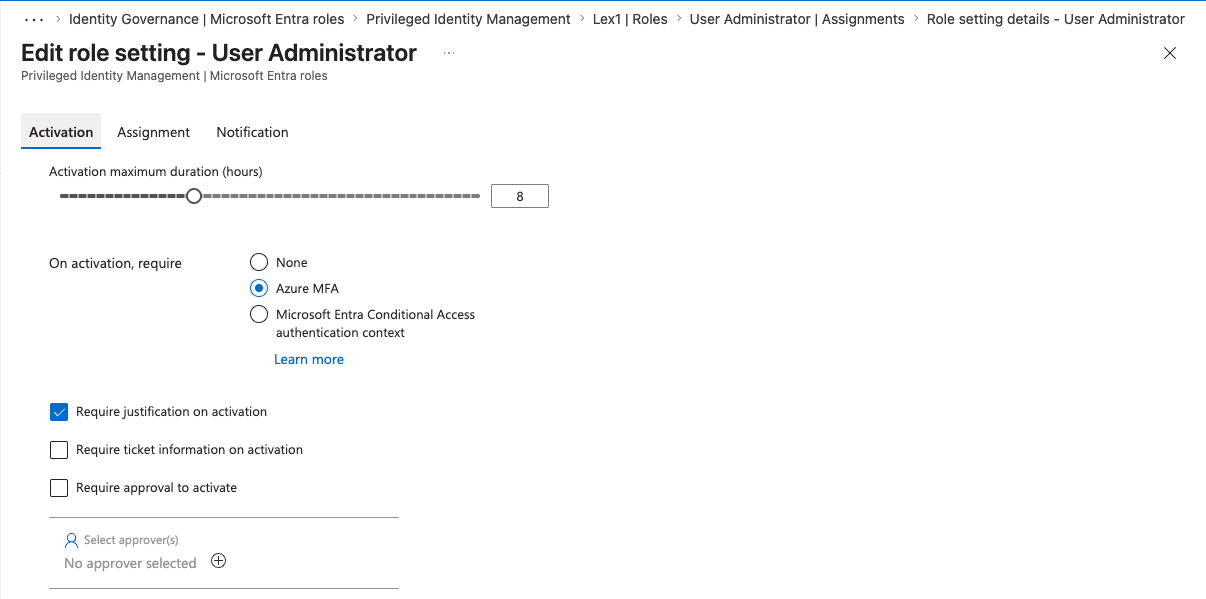 ... > Identity Governance | Microsoft Entra roles > Privileged Identity Management > Lex1 | Roles > User Administrator | Assignments > Role setting details - User Administrator
Edit role setting - User Administrator ...
Privileged Identity Management | Microsoft Entra roles
Activation Assignment Notification
Activation maximum duration (hours)
8
On activation, require
None
Azure MFA
Microsoft Entra Conditional Access
authentication context
Learn more
Require justification on activation
Require ticket information on activation
Require approval to activate
Select approver(s)
No approver selected